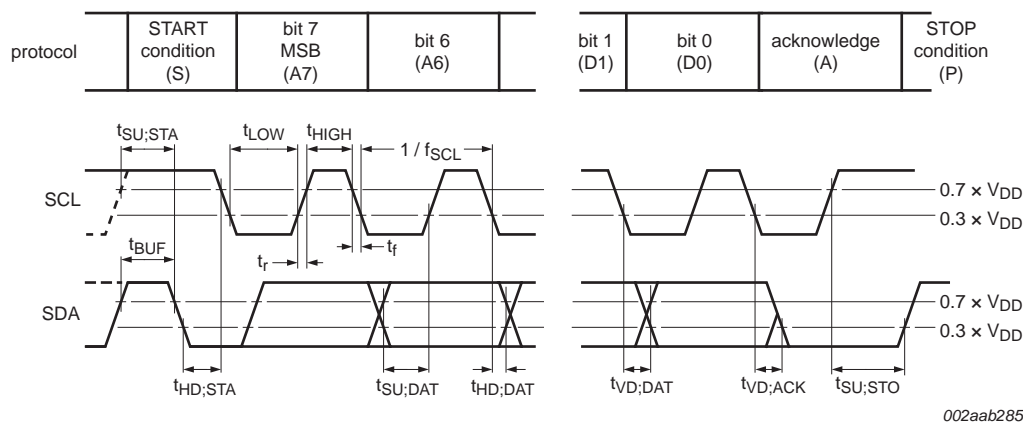 protocol
START
condition
(S)
bit 7
MSB
(A7)
bit 6
(A6)
bit 1
(D1)
bit 0
(D0)
acknowledge
(A)
STOP
condition
(P)
tSU;STA
tLOW
tHIGH
1 / fSCL
SCL
0.7 × VDD
0.3 × VDD
tBUF
tr
tf
SDA
0.7 × VDD
0.3 × VDD
tHD;STA
tSU;DAT
tHD;DAT
tVD;DAT
tVD;ACK
tSU;STO
002aab285